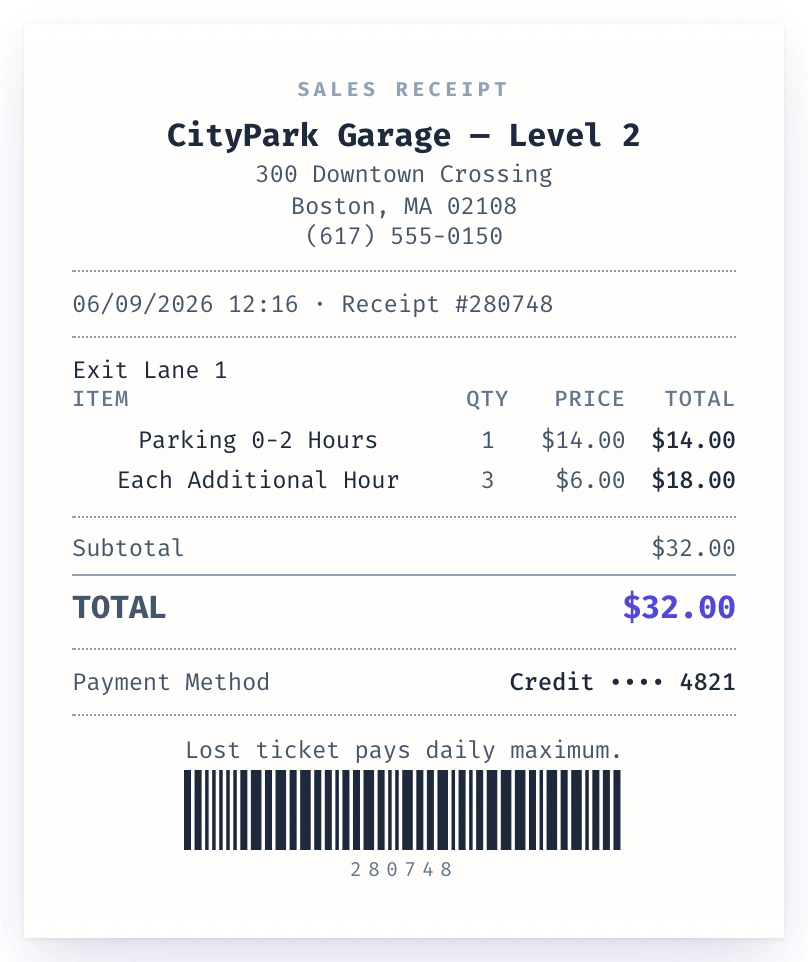 SALES RECEIPT
CityPark Garage — Level 2
300 Downtown Crossing
Boston, MA 02108
(617) 555-0150
06/09/2026 12:16 · Receipt #280748
Exit Lane 1
ITEM QTY PRICE TOTAL
Parking 0-2 Hours 1 $14.00 $14.00
Each Additional Hour 3 $6.00 $18.00
Subtotal $32.00
TOTAL $32.00
Payment Method Credit •••• 4821
Lost ticket pays daily maximum.
280748